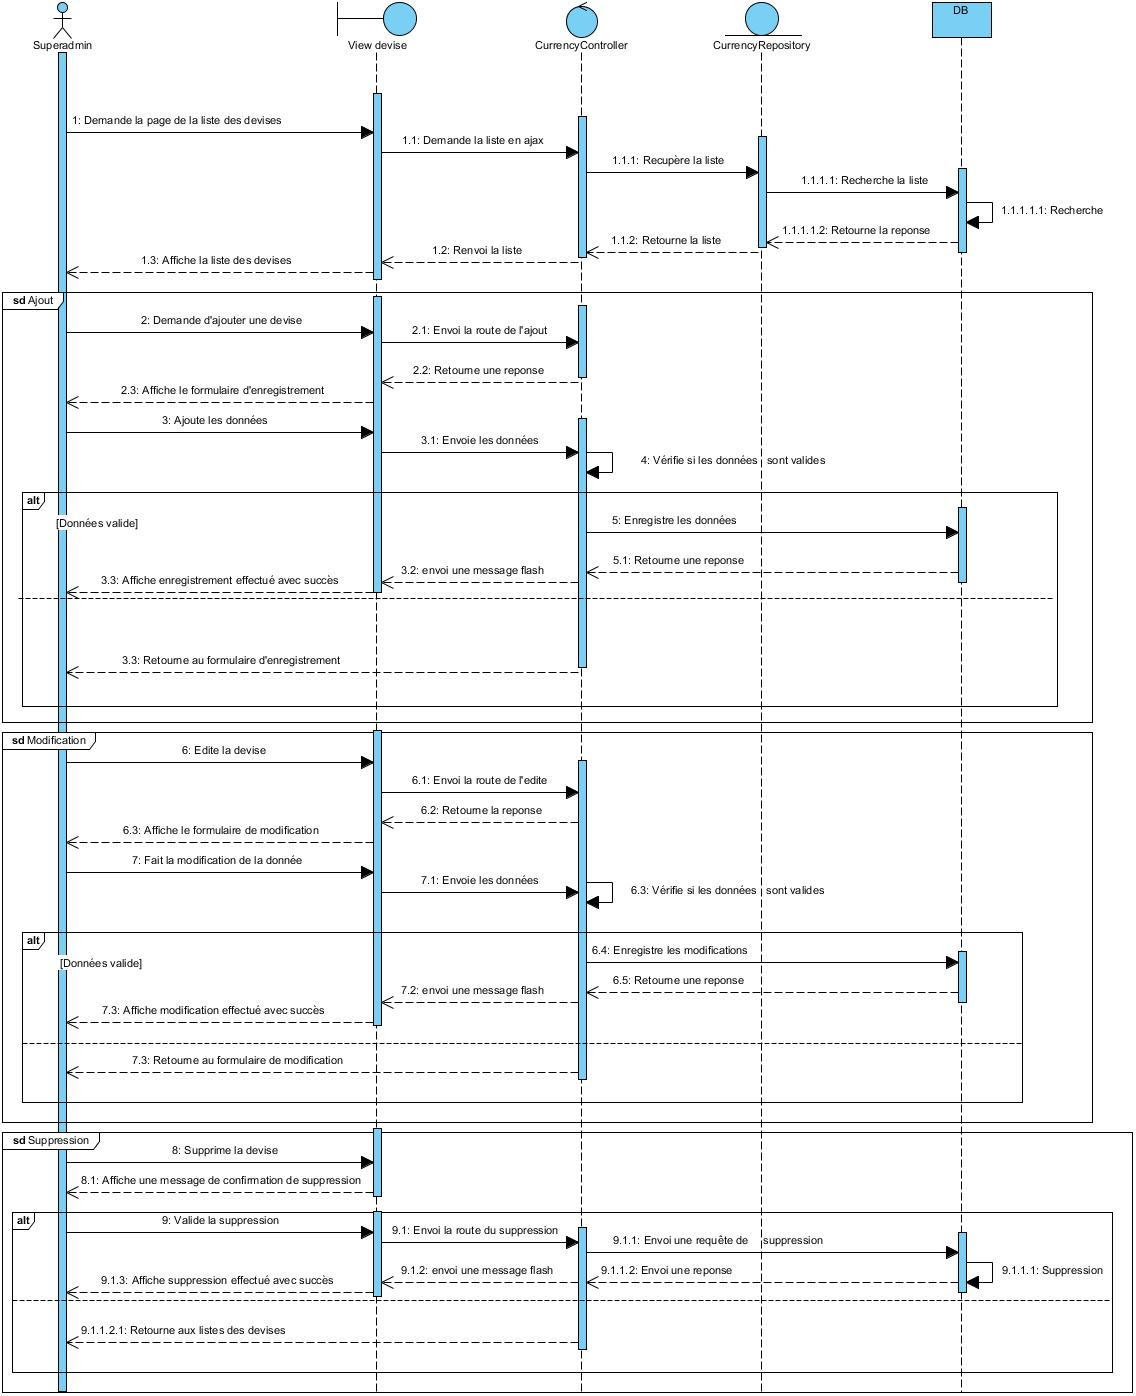 DB
Superadmin
View devise
CurrencyController
CurrencyRepository
1: Demande la page de la liste des devises
1.1: Demande la liste en ajax
1.1.1: Recupère la liste
1.1.1.1: Recherche la liste
1.1.1.1.1: Recherche
1.1.1.1.2: Retourne la reponse
1.1.2: Retourne la liste
1.2: Renvoi la liste
1.3: Affiche la liste des devises
sd Ajout
2: Demande d'ajouter une devise
2.1: Envoi la route de l'ajout
2.2: Retourne une reponse
2.3: Affiche le formulaire d'enregistrement
3: Ajoute les données
3.1: Envoie les données
4: Vérifie si les données sont valides
alt
[Données valide]
5: Enregistre les données
5.1: Retourne une reponse
3.2: envoi une message flash
3.3: Affiche enregistrement effectué avec succès
3.3: Retourne au formulaire d'enregistrement
sd Modification
6: Edite la devise
6.1: Envoi la route de l'edite
6.2: Retourne la reponse
6.3: Affiche le formulaire de modification
7: Fait la modification de la donnée
7.1: Envoie les données
6.3: Vérifie si les données sont valides
alt
[Données valide]
6.4: Enregistre les modifications
6.5: Retourne une reponse
7.2: envoi une message flash
7.3: Affiche modification effectué avec succès
7.3: Retourne au formulaire de modification
sd Suppression
8: Supprime la devise
8.1: Affiche une message de confirmation de suppression
alt
9: Valide la suppression
9.1: Envoi la route du suppression
9.1.1: Envoi une requête de suppression
9.1.1.1: Suppression
9.1.1.2: Envoi une reponse
9.1.2: envoi une message flash
9.1.3: Affiche suppression effectué avec succès
9.1.1.2.1: Retourne aux listes des devises